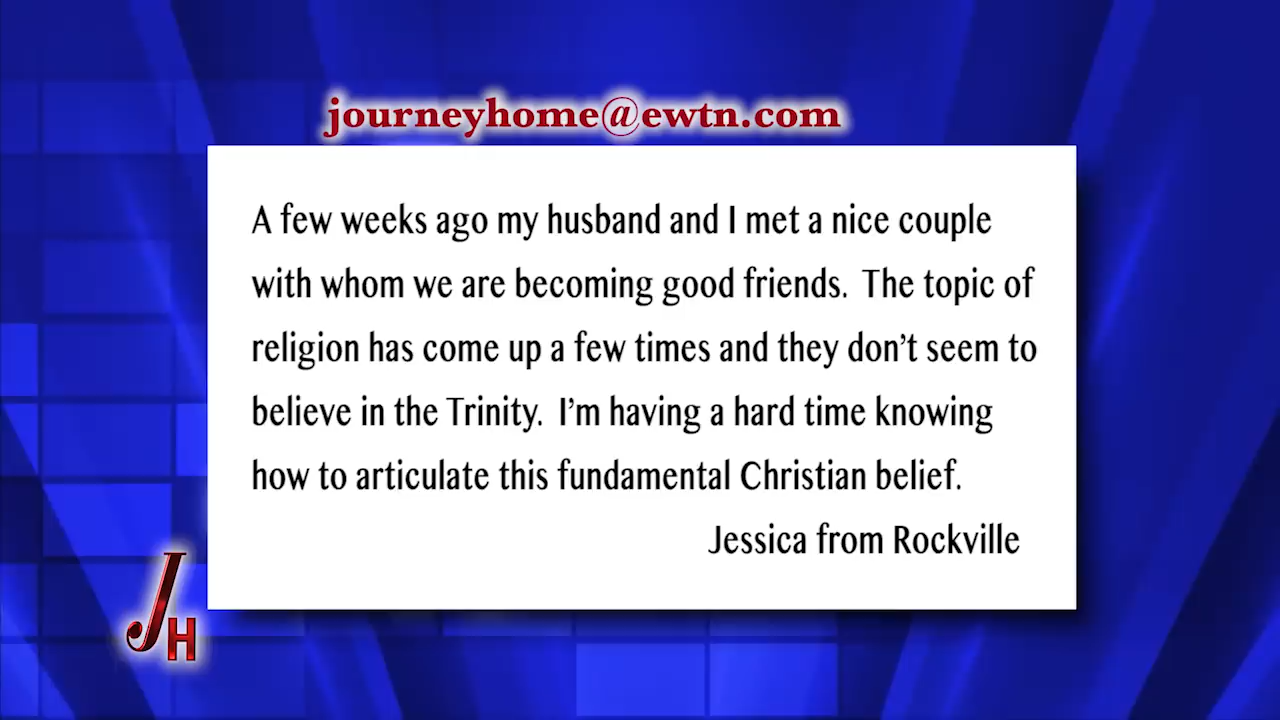 journeyhome@ewtn.com
A few weeks ago my husband and I met a nice couple
with whom we are becoming good friends.  The topic of
religion has come up a few times and they don’t seem to
believe in the Trinity.  I’m having a hard time knowing
how to articulate this fundamental Christian belief.
Jessica from Rockville
JH